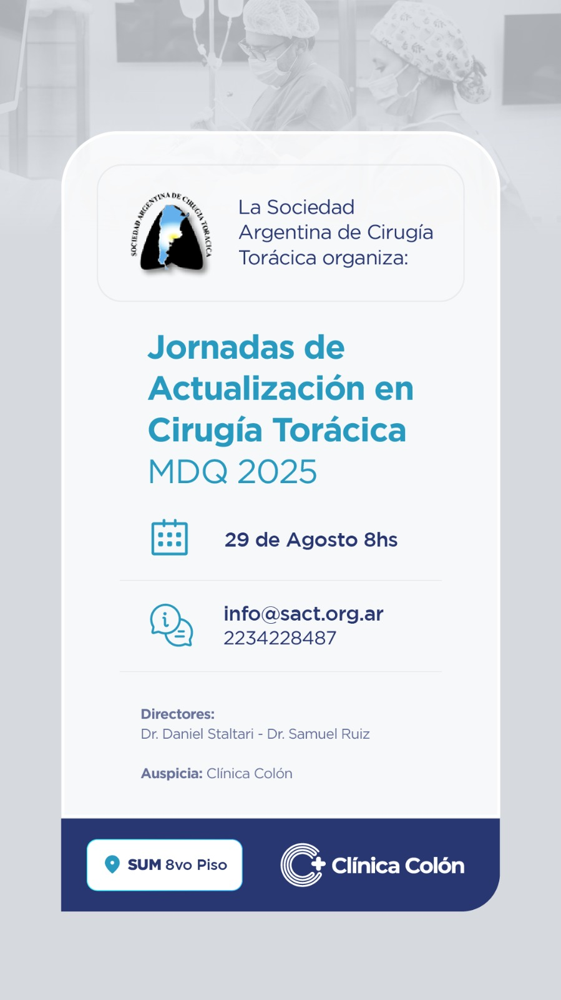 SOCIEDAD ARGENTINA DE CIRUGIA TORACICA
La Sociedad
Argentina de Cirugía
Torácica organiza:
Jornadas de
Actualización en
Cirugía Torácica
MDQ 2025
29 de Agosto 8hs
info@sact.org.ar
2234228487
Directores:
Dr. Daniel Staltari - Dr. Samuel Ruiz
Auspicia: Clínica Colón
SUM 8vo Piso
Clínica Colón